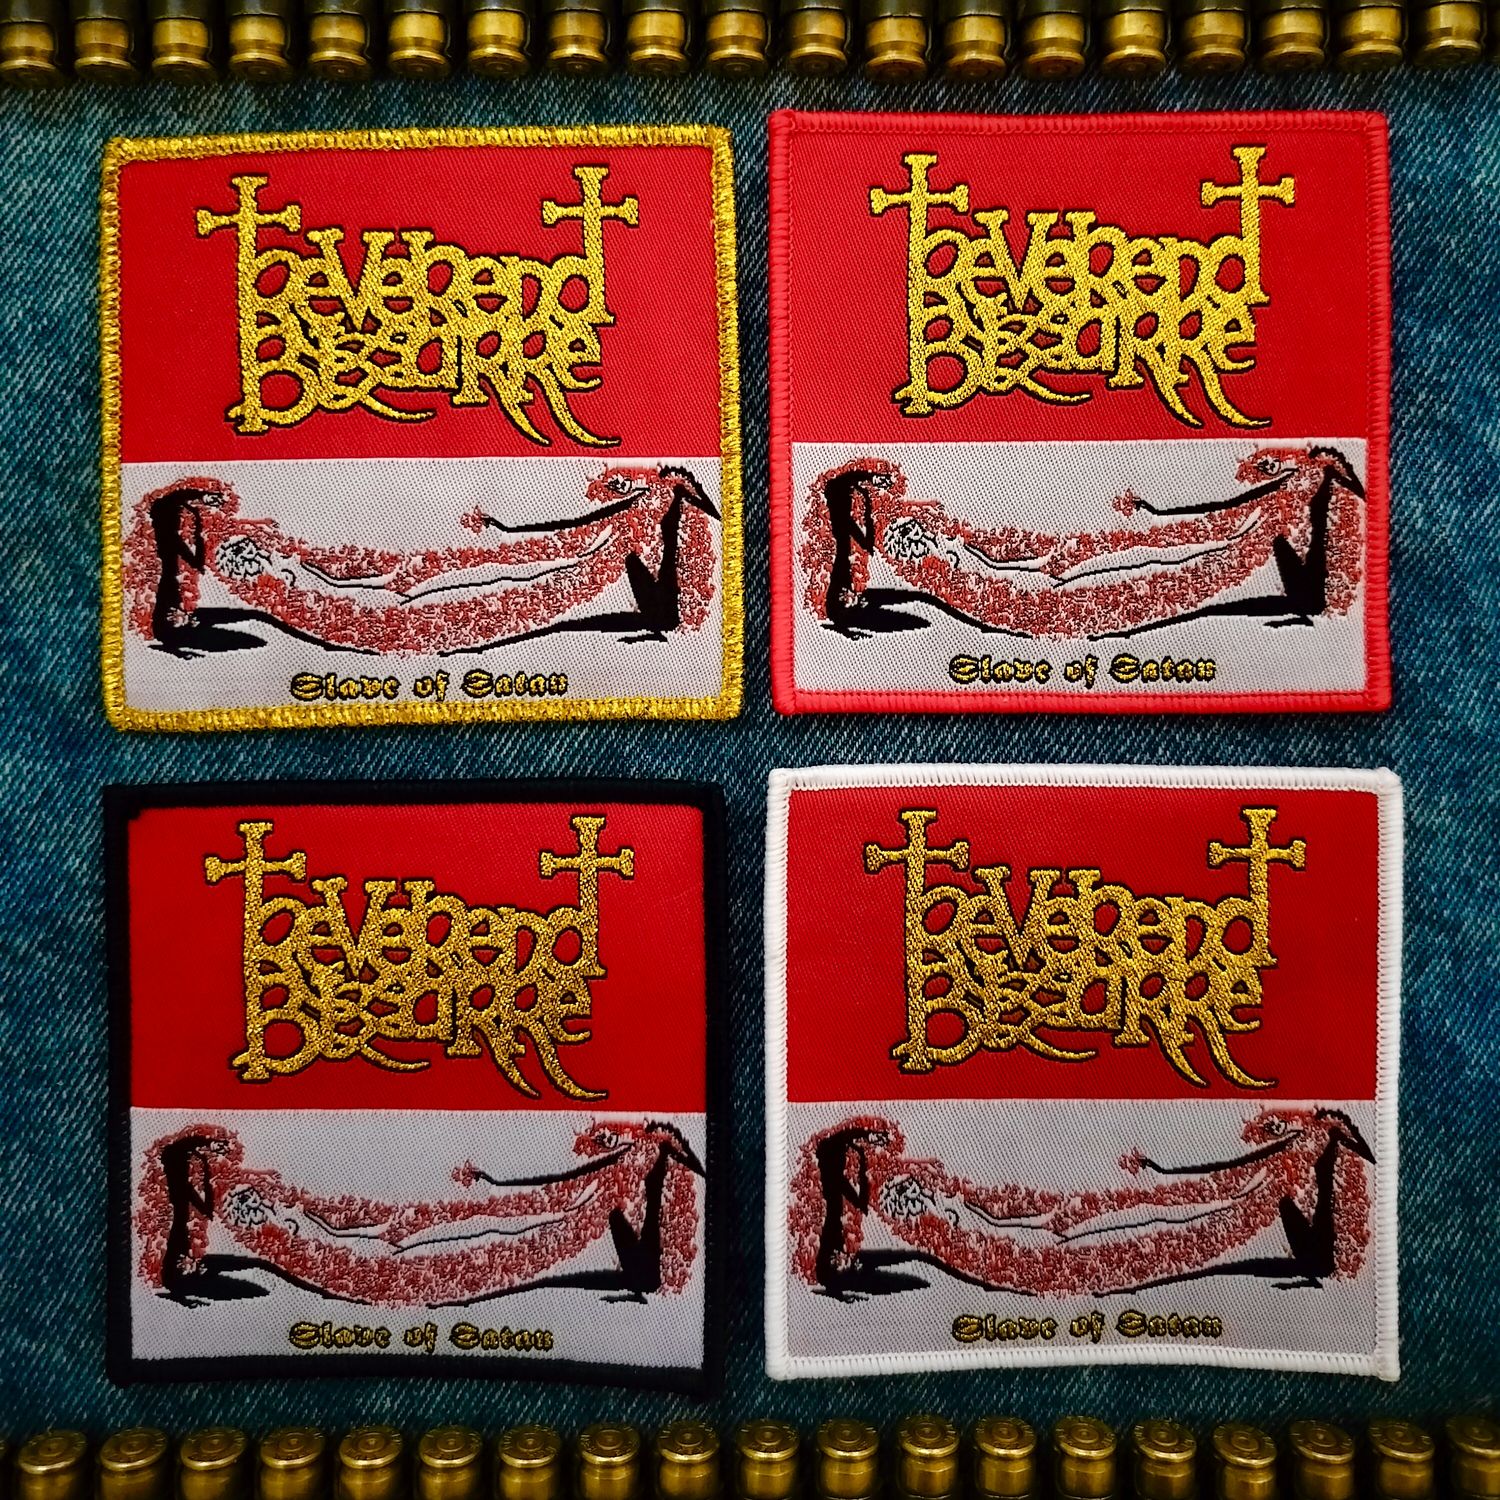 Reverend
Bizarre
Slave of Satan
Reverend
Bizarre
Slave of Satan
Reverend
Bizarre
Slave of Satan
Reverend
Bizarre
Slave of Satan